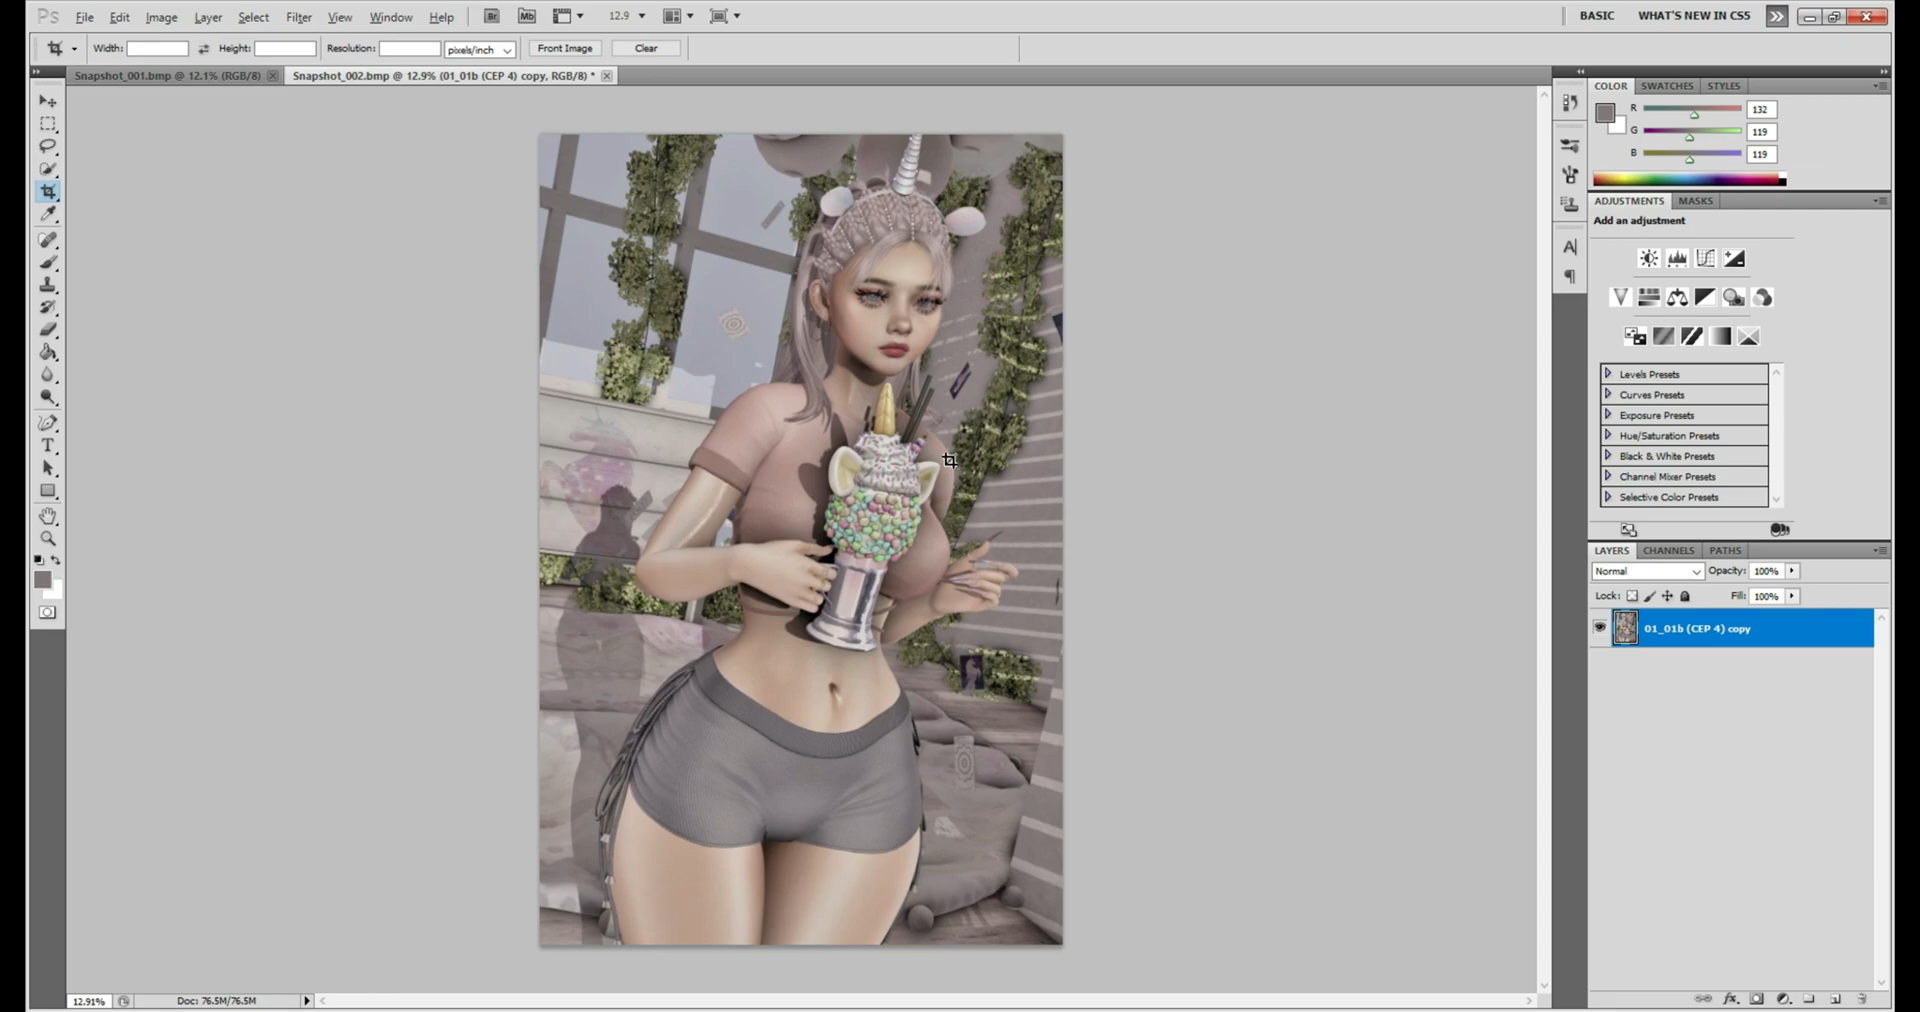 Ps File Edit Image Layer Select Filter View Window Help Br Mb 12.9 BASIC WHAT'S NEW IN CS5
Width: Height: Resolution: pixels/inch Front Image Clear
Snapshot_001.bmp @ 12.1% (RGB/8) Snapshot_002.bmp @ 12.9% (01_01b (CEP 4) copy, RGB/8) *
COLOR SWATCHES STYLES
R 132
G 119
B 119
ADJUSTMENTS MASKS
Add an adjustment
Levels Presets
Curves Presets
Exposure Presets
Hue/Saturation Presets
Black & White Presets
Channel Mixer Presets
Selective Color Presets
LAYERS CHANNELS PATHS
Normal Opacity: 100%
Lock: Fill: 100%
01_01b (CEP 4) copy
12.91% Doc: 76.5M/76.5M